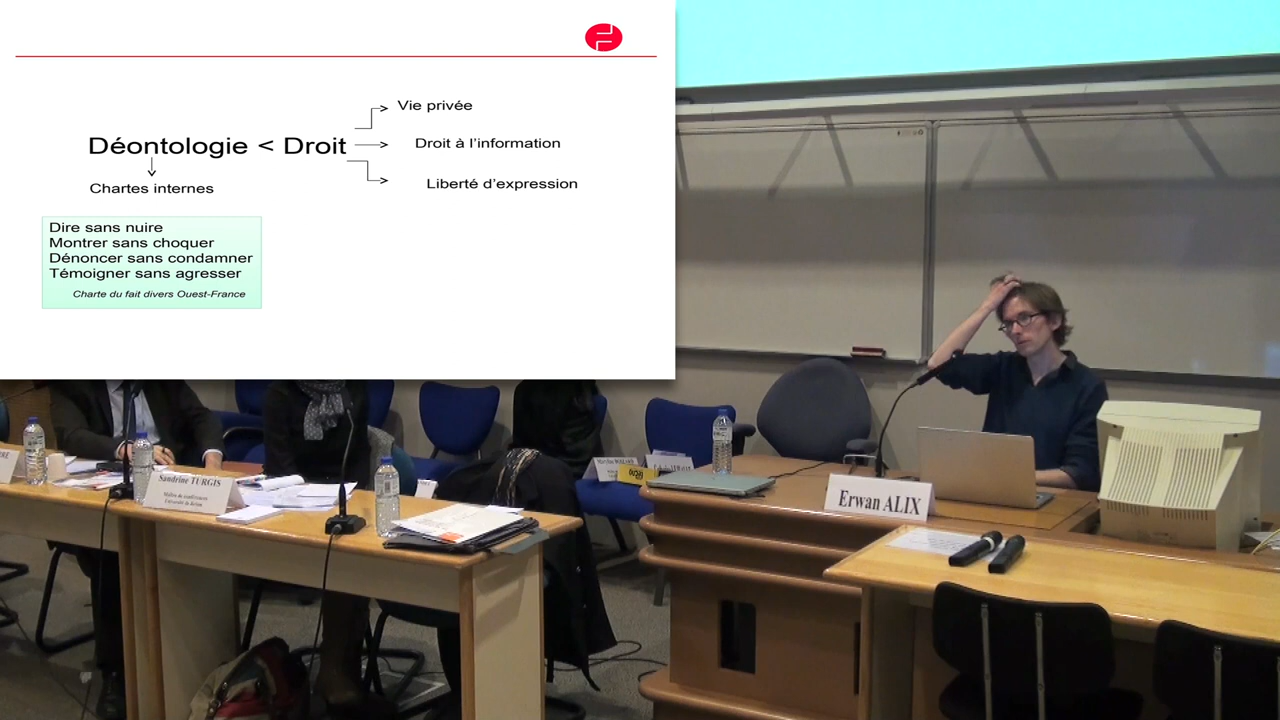 Vie privée
Déontologie < Droit
Droit à l'information
Chartes internes
Liberté d'expression
Dire sans nuire
Montrer sans choquer
Dénoncer sans condamner
Témoigner sans agresser
Charte du fait divers Ouest-France
Sandrine TURGIS
Erwan ALIX